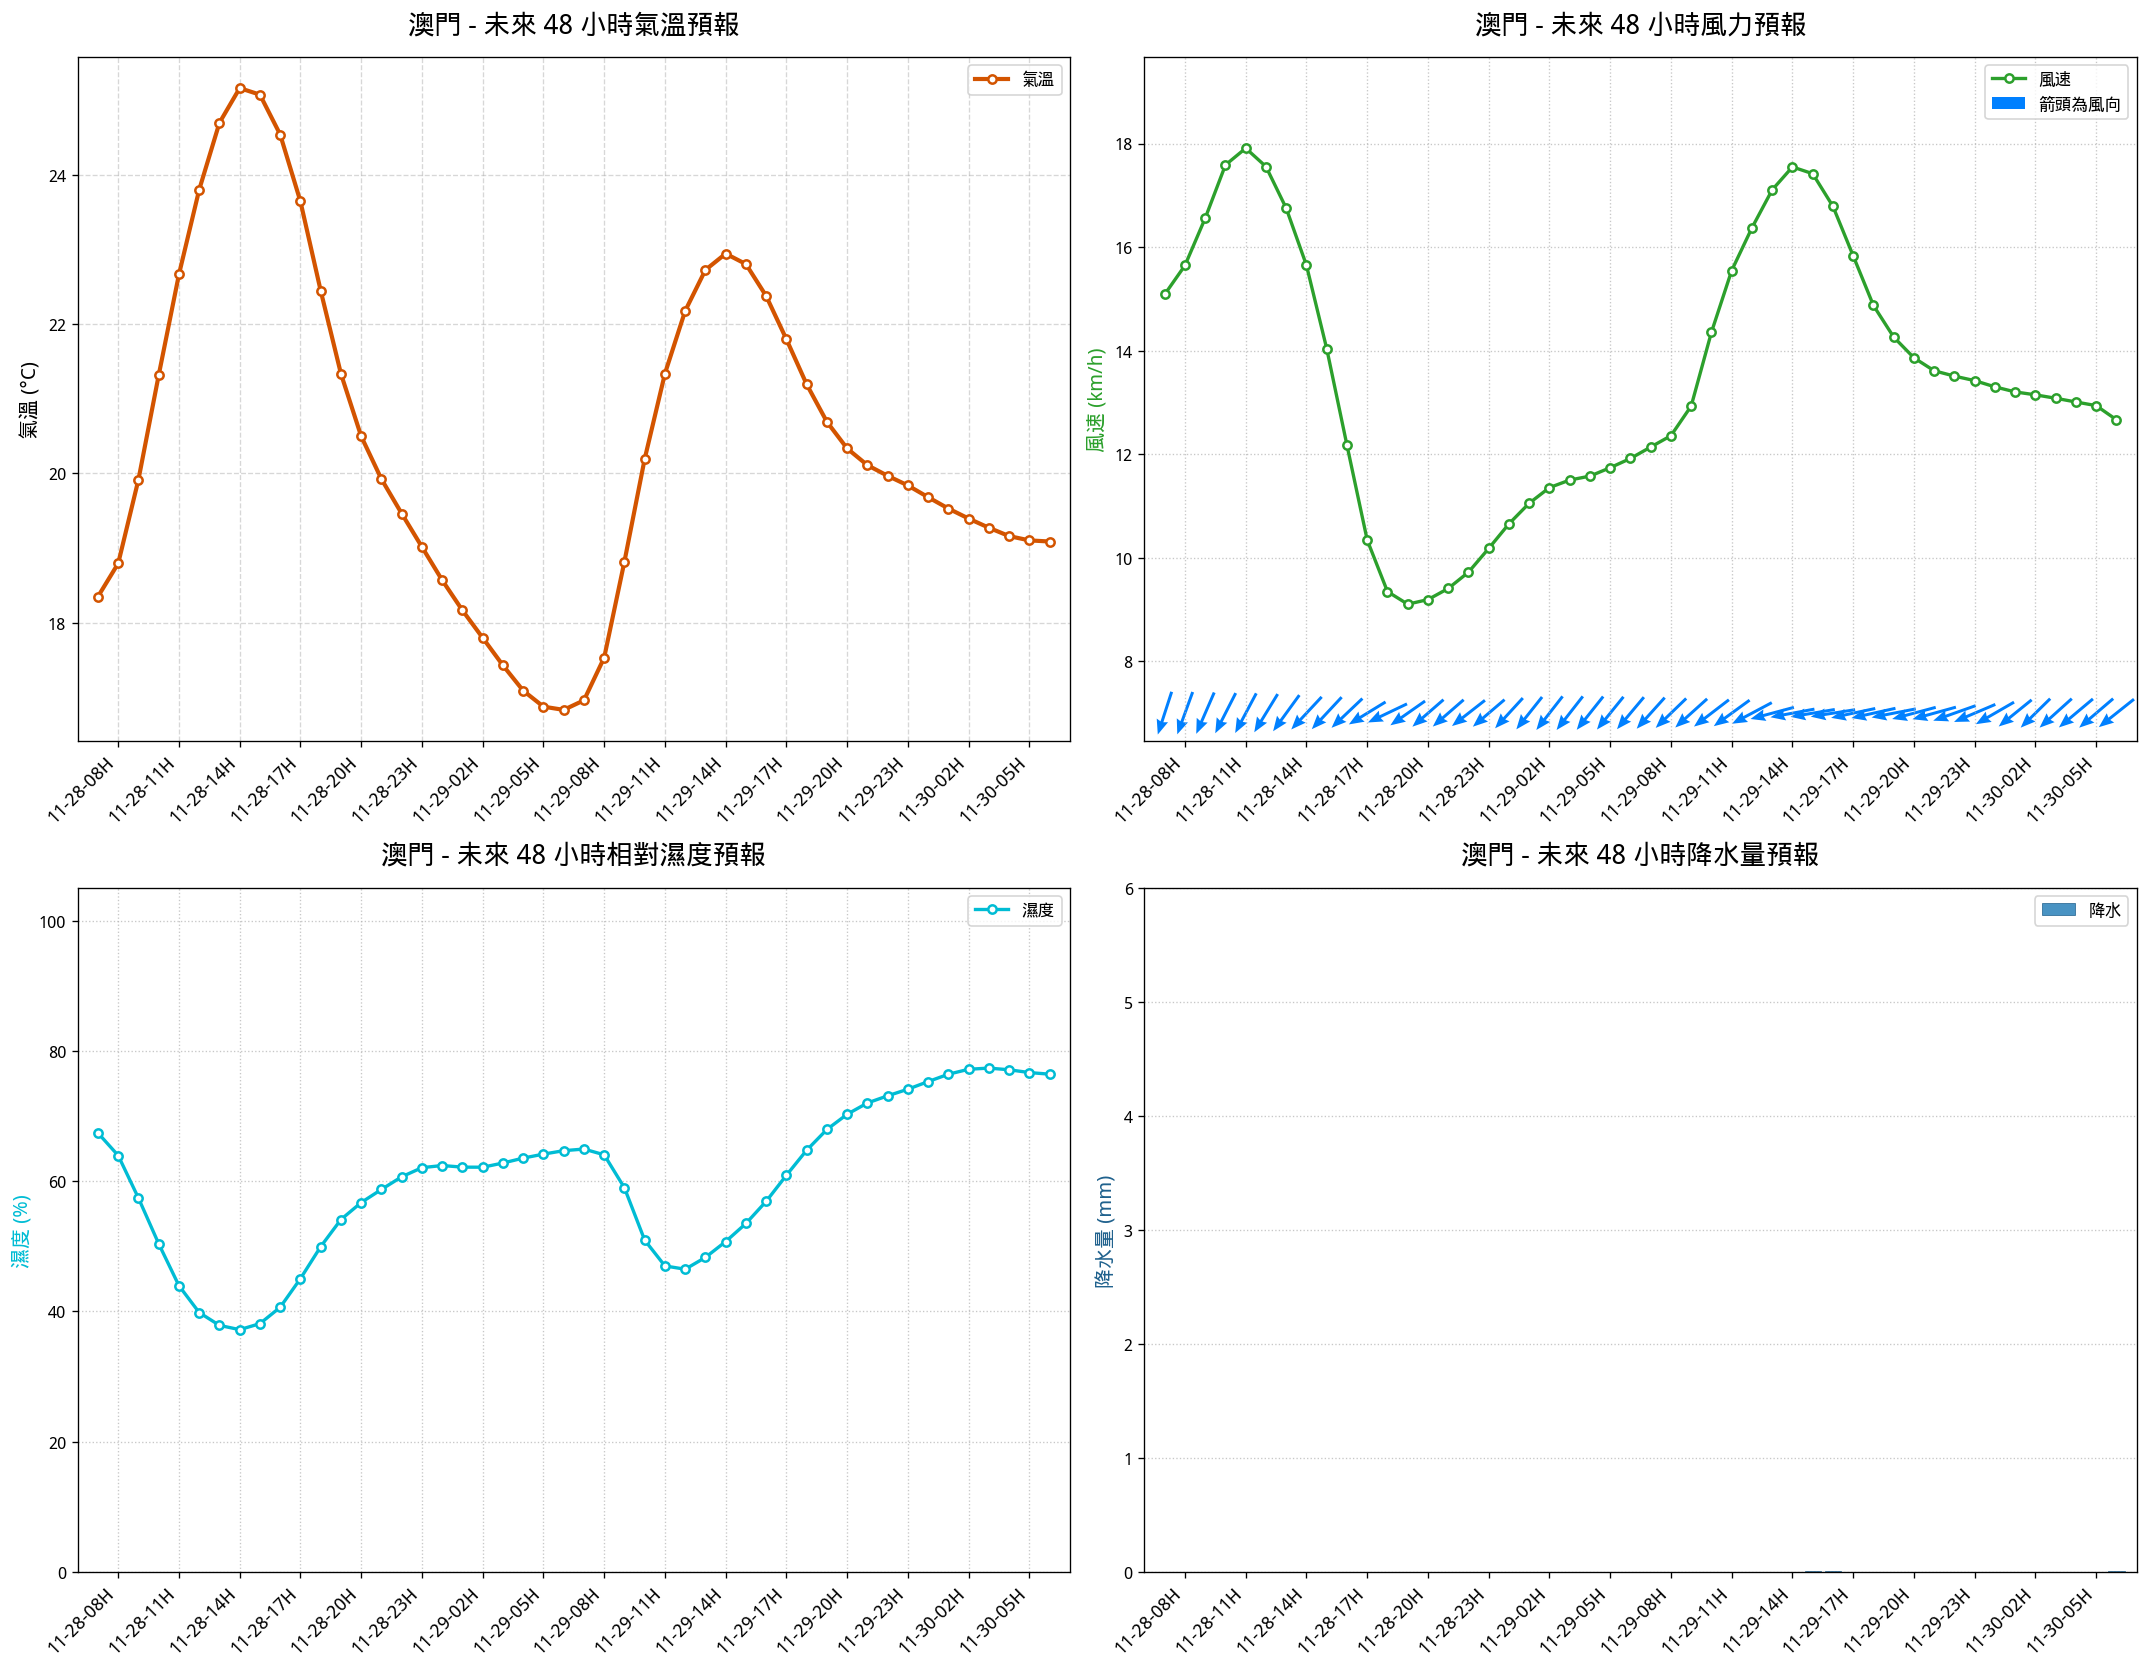 澳門 - 未來 48 小時氣溫預報
氣溫
氣溫 (°C)
24
22
20
18
11-28-08H
11-28-11H
11-28-14H
11-28-17H
11-28-20H
11-28-23H
11-29-02H
11-29-05H
11-29-08H
11-29-11H
11-29-14H
11-29-17H
11-29-20H
11-29-23H
11-30-02H
11-30-05H
澳門 - 未來 48 小時風力預報
風速
箭頭為風向
風速 (km/h)
18
16
14
12
10
8
11-28-08H
11-28-11H
11-28-14H
11-28-17H
11-28-20H
11-28-23H
11-29-02H
11-29-05H
11-29-08H
11-29-11H
11-29-14H
11-29-17H
11-29-20H
11-29-23H
11-30-02H
11-30-05H
澳門 - 未來 48 小時相對濕度預報
濕度
濕度 (%)
100
80
60
40
20
0
11-28-08H
11-28-11H
11-28-14H
11-28-17H
11-28-20H
11-28-23H
11-29-02H
11-29-05H
11-29-08H
11-29-11H
11-29-14H
11-29-17H
11-29-20H
11-29-23H
11-30-02H
11-30-05H
澳門 - 未來 48 小時降水量預報
降水
降水量 (mm)
6
5
4
3
2
1
0
11-28-08H
11-28-11H
11-28-14H
11-28-17H
11-28-20H
11-28-23H
11-29-02H
11-29-05H
11-29-08H
11-29-11H
11-29-14H
11-29-17H
11-29-20H
11-29-23H
11-30-02H
11-30-05H